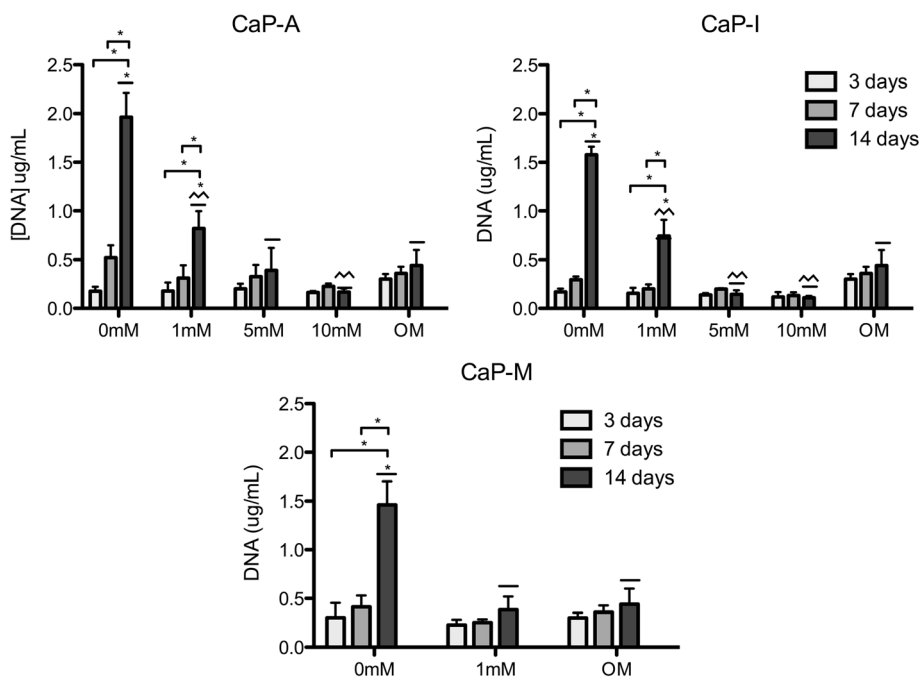 CaP-A
[DNA] ug/mL
2.5
2.0
1.5
1.0
0.5
0.0
* * *
* * * ^^
^^
0mM 1mM 5mM 10mM OM
CaP-I
DNA (ug/mL)
2.5
2.0
1.5
1.0
0.5
0.0
* * *
* * * ^^
^^ ^^
0mM 1mM 5mM 10mM OM
3 days
7 days
14 days
CaP-M
DNA (ug/mL)
2.5
2.0
1.5
1.0
0.5
0.0
* * *
0mM 1mM OM
3 days
7 days
14 days